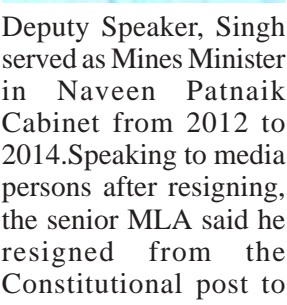 Deputy Speaker, Singh
served as Mines Minister
in Naveen Patnaik
Cabinet from 2012 to
2014.Speaking to media
persons after resigning,
the senior MLA said he
resigned from the
Constitutional post to